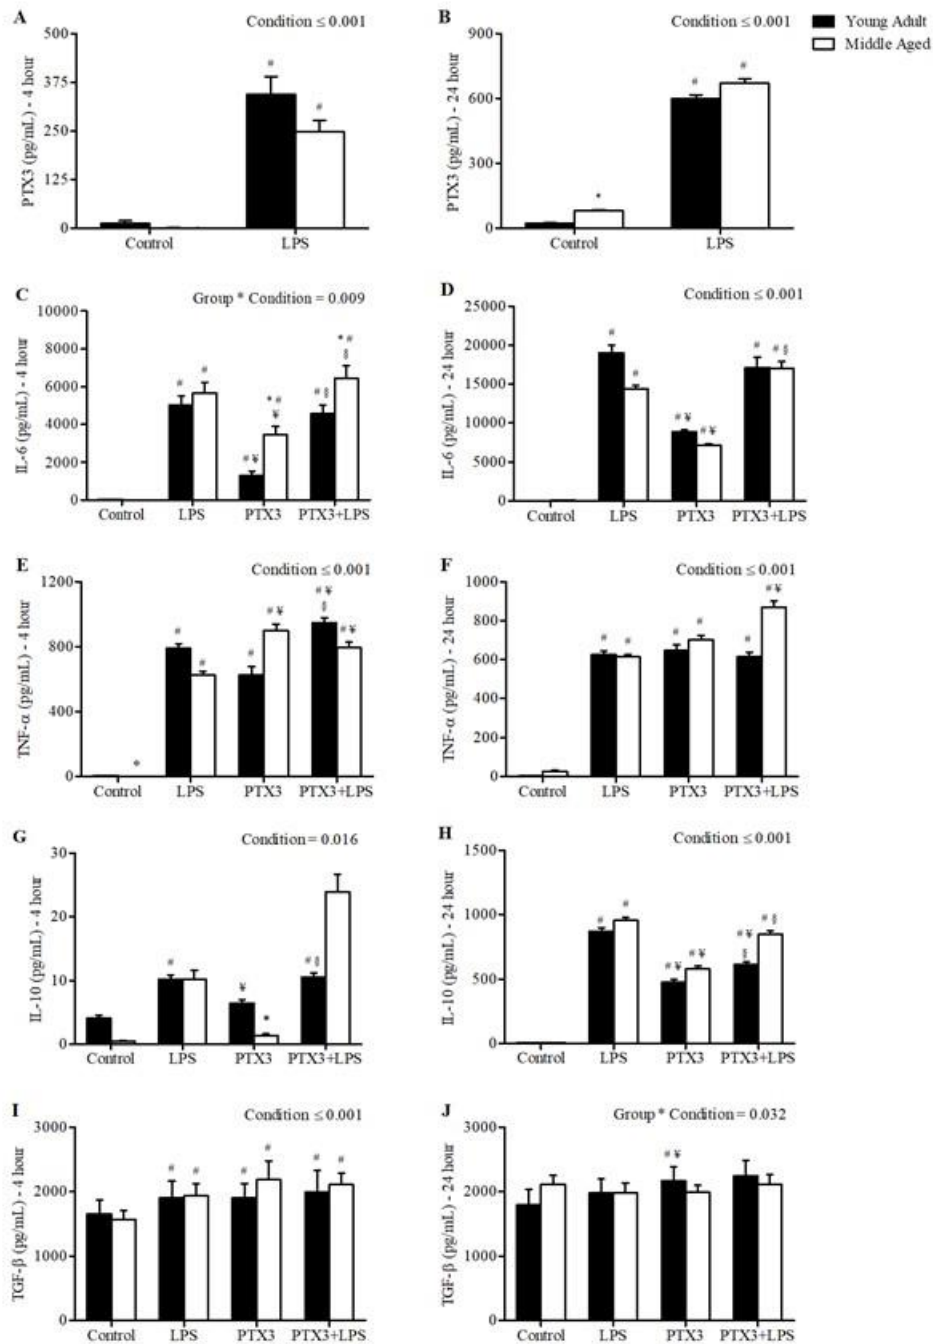 A
Condition ≤ 0.001
PTX3 (pg/mL) - 4 hour
500
375
250
125
0
#
#
Control
LPS
B
Condition ≤ 0.001
Young Adult
Middle Aged
PTX3 (pg/mL) - 24 hour
900
600
300
0
*
#
#
Control
LPS
C
Group * Condition = 0.009
IL-6 (pg/mL) - 4 hour
10000
8000
6000
4000
2000
0
#
#
# ¥
* #
¥
# §
* #
§
Control
LPS
PTX3
PTX3+LPS
D
Condition ≤ 0.001
IL-6 (pg/mL) - 24 hour
25000
20000
15000
10000
5000
0
#
#
# ¥
# ¥
#
# §
Control
LPS
PTX3
PTX3+LPS
E
Condition ≤ 0.001
TNF-α (pg/mL) - 4 hour
1200
800
400
0
*
#
#
#
# ¥
# ¥
§
# ¥
Control
LPS
PTX3
PTX3+LPS
F
Condition ≤ 0.001
TNF-α (pg/mL) - 24 hour
1000
800
600
400
200
0
#
#
#
#
#
# ¥
Control
LPS
PTX3
PTX3+LPS
G
Condition = 0.016
IL-10 (pg/mL) - 4 hour
30
20
10
0
#
¥
*
# §
Control
LPS
PTX3
PTX3+LPS
H
Condition ≤ 0.001
IL-10 (pg/mL) - 24 hour
1500
1000
500
0
#
#
# ¥
# ¥
# ¥
§
# §
Control
LPS
PTX3
PTX3+LPS
I
Condition ≤ 0.001
TGF-β (pg/mL) - 4 hour
3000
2000
1000
0
#
#
#
#
#
#
Control
LPS
PTX3
PTX3+LPS
J
Group * Condition = 0.032
TGF-β (pg/mL) - 24 hour
3000
2000
1000
0
# ¥
Control
LPS
PTX3
PTX3+LPS